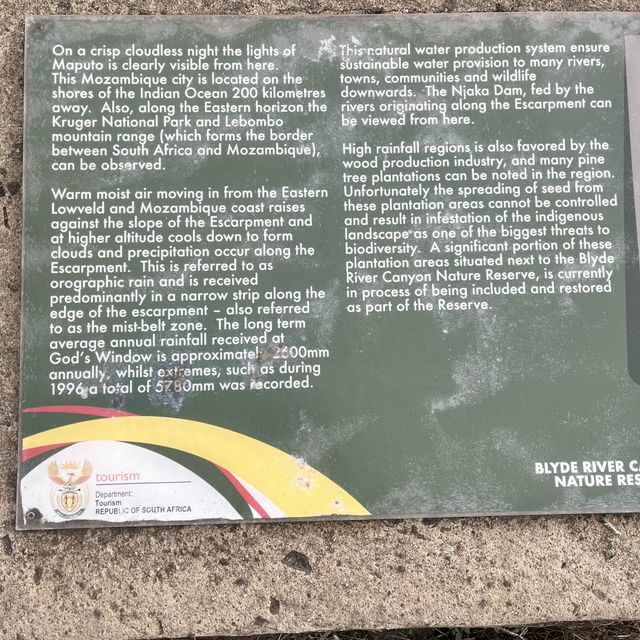 On a crisp cloudless night the lights of
Maputo is clearly visible from here.
This Mozambique city is located on the
shores of the Indian Ocean 200 kilometres
away. Also, along the Eastern horizon the
Kruger National Park and Lebombo
mountain range (which forms the border
between South Africa and Mozambique),
can be observed.
Warm moist air moving in from the Eastern
Lowveld and Mozambique coast raises
against the slope of the Escarpment and
at higher altitude cools down to form
clouds and precipitation occur along the
Escarpment. This is referred to as
orographic rain and is received
predominantly in a narrow strip along the
edge of the escarpment – also referred
to as the mist-belt zone. The long term
average annual rainfall received at
God's Window is approximately 2600mm
annually, whilst extremes, such as during
1996 a total of 5780mm was recorded.
This natural water production system ensure
sustainable water provision to many rivers,
towns, communities and wildlife
downwards. The Njaka Dam, fed by the
rivers originating along the Escarpment can
be viewed from here.
High rainfall regions is also favored by the
wood production industry, and many pine
tree plantations can be noted in the region.
Unfortunately the spreading of seed from
these plantation areas cannot be controlled
and result in infestation of the indigenous
landscape as one of the biggest threats to
biodiversity. A significant portion of these
plantation areas situated next to the Blyde
River Canyon Nature Reserve, is currently
in process of being included and restored
as part of the Reserve.
tourism
Department:
Tourism
REPUBLIC OF SOUTH AFRICA
BLYDE RIVER CA
NATURE RES